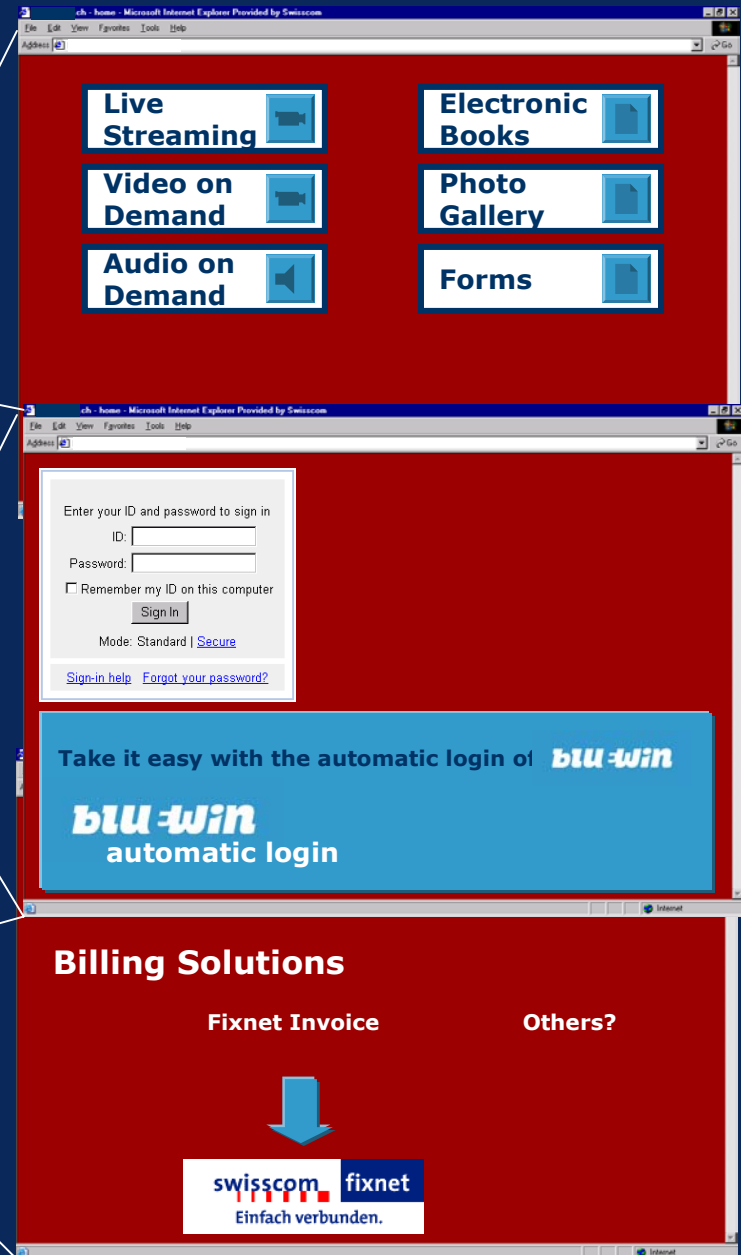 ch - home - Microsoft Internet Explorer Provided by Swisscom
File Edit View Favorites Tools Help
Address Go
Live
Streaming
Electronic
Books
Video on
Demand
Photo
Gallery
Audio on
Demand
Forms
ch - home - Microsoft Internet Explorer Provided by Swisscom
File Edit View Favorites Tools Help
Address Go
Enter your ID and password to sign in
ID:
Password:
Remember my ID on this computer
Sign In
Mode: Standard | Secure
Sign-in help Forgot your password?
Take it easy with the automatic login of bluewin
bluewin
automatic login
Internet
Billing Solutions
Fixnet Invoice Others?
swisscom fixnet
Einfach verbunden.
Internet